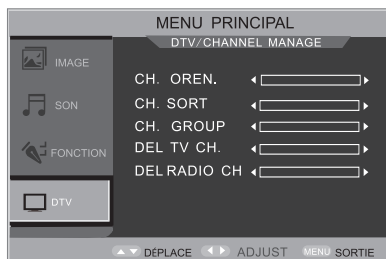 MENU PRINCIPAL
DTV/CHANNEL MANAGE
IMAGE
SON
FONCTION
DTV
CH. OREN.
CH. SORT
CH. GROUP
DEL TV CH.
DEL RADIO CH
DÉPLACE ADJUST MENU SORTIE